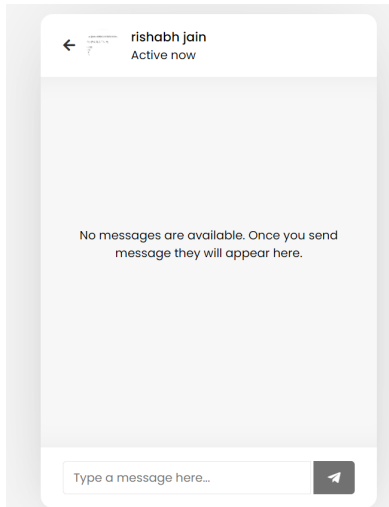 rishabh jain
Active now
No messages are available. Once you send
message they will appear here.
Type a message here...